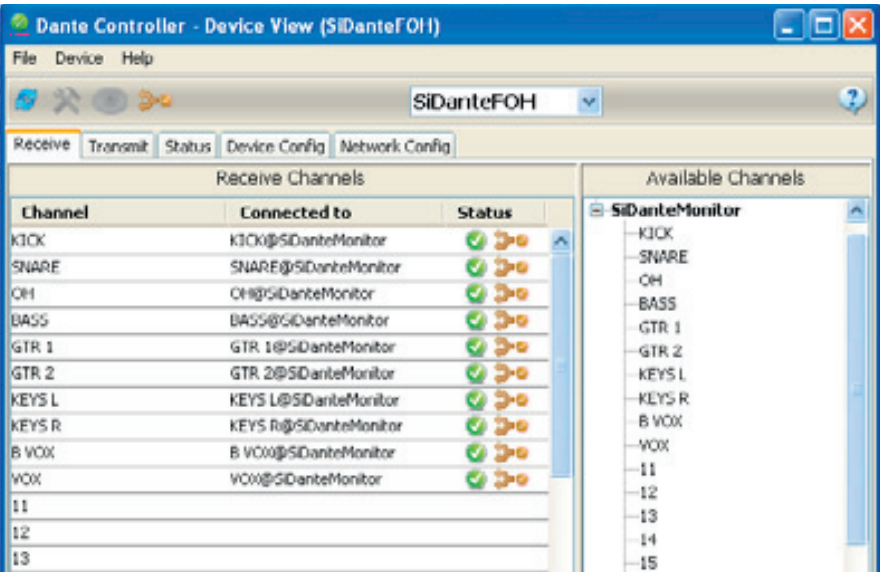 Dante Controller - Device View (SiDanteFOH)
File Device Help
SiDanteFOH
Receive Transmit Status Device Config Network Config
Receive Channels Available Channels
Channel Connected to Status
KICK KICK@SiDanteMonitor
SNARE SNARE@SiDanteMonitor
OH OH@SiDanteMonitor
BASS BASS@SiDanteMonitor
GTR 1 GTR 1@SiDanteMonitor
GTR 2 GTR 2@SiDanteMonitor
KEYS L KEYS L@SiDanteMonitor
KEYS R KEYS R@SiDanteMonitor
B VOX B VOX@SiDanteMonitor
VOX VOX@SiDanteMonitor
11
12
13
SiDanteMonitor
KICK
SNARE
OH
BASS
GTR 1
GTR 2
KEYS L
KEYS R
B VOX
VOX
11
12
13
14
15